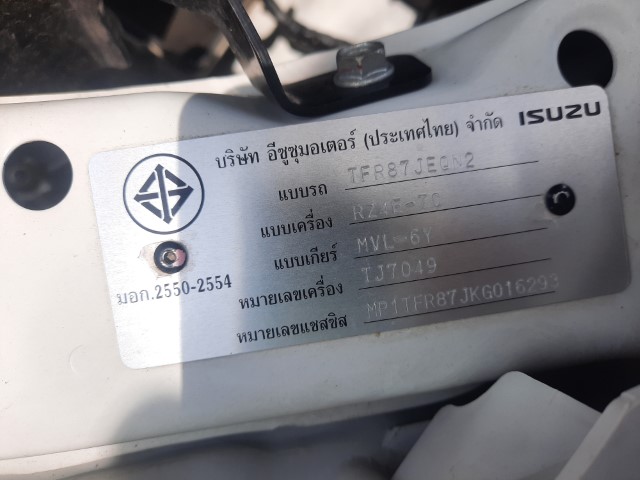 บริษัท อีซูซุมอเตอร์ (ประเทศไทย) จำกัด ISUZU
แบบรถ TFR87JEQN2
แบบเครื่อง RZ4E-TC
แบบเกียร์ MVL-6Y
หมายเลขเครื่อง TJ7049
หมายเลขแชสซิส MP1TFR87JKG016293
มอก.2550-2554